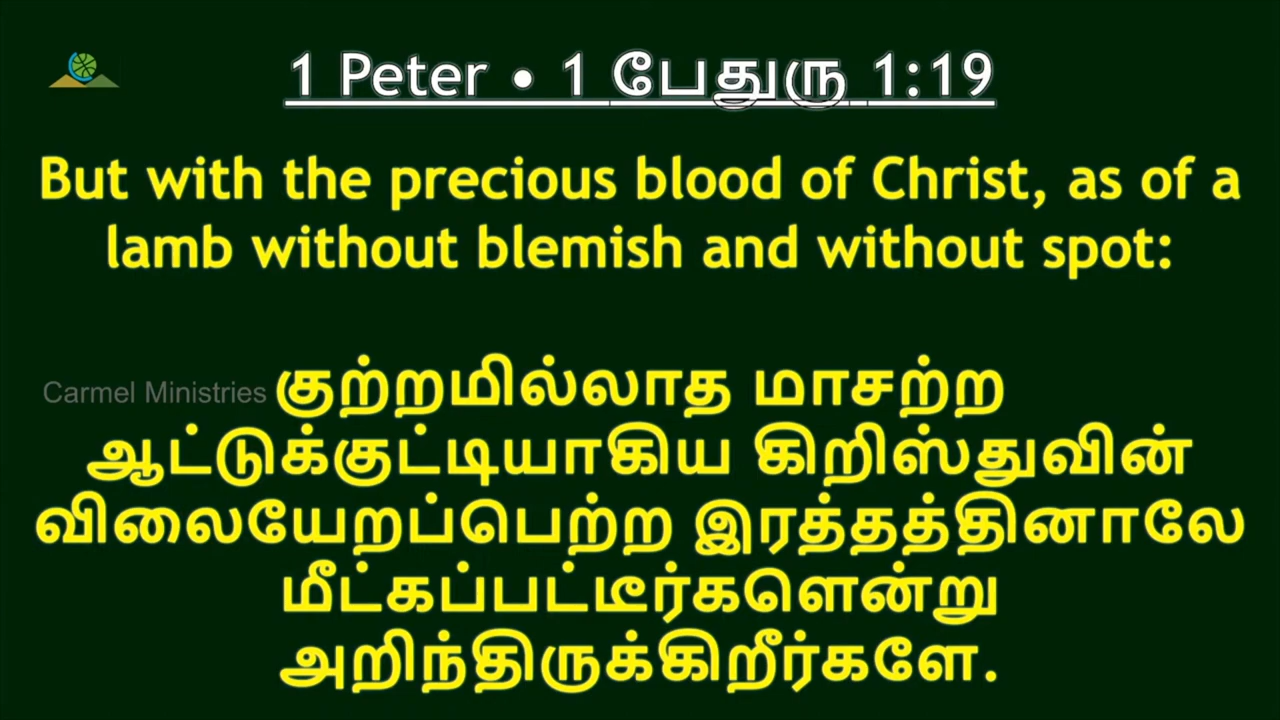 1 Peter • 1 பேதுரு 1:19
But with the precious blood of Christ, as of a
lamb without blemish and without spot:
Carmel Ministries
குற்றமில்லாத மாசற்ற
ஆட்டுக்குட்டியாகிய கிறிஸ்துவின்
விலையேறப்பெற்ற இரத்தத்தினாலே
மீட்கப்பட்டீர்களென்று
அறிந்திருக்கிறீர்களே.